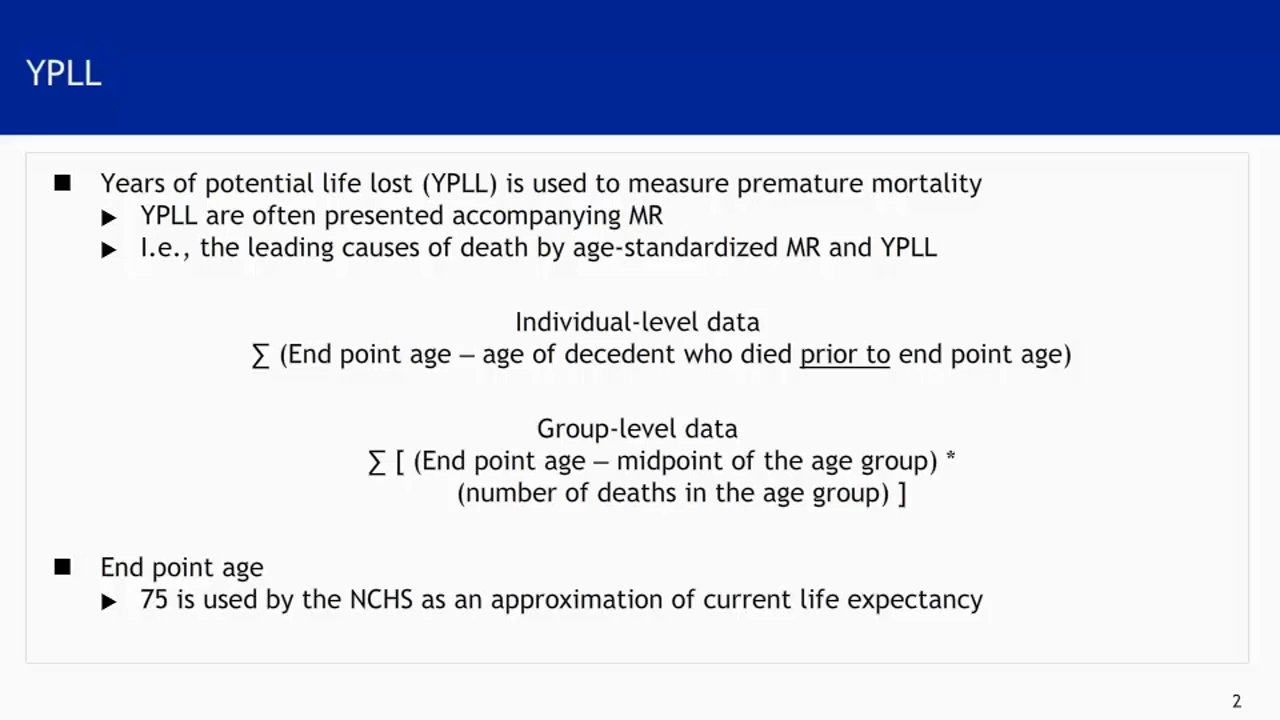 YPLL
■ Years of potential life lost (YPLL) is used to measure premature mortality
▶ YPLL are often presented accompanying MR
▶ I.e., the leading causes of death by age-standardized MR and YPLL
Individual-level data
∑ (End point age – age of decedent who died prior to end point age)
Group-level data
∑ [ (End point age – midpoint of the age group) *
(number of deaths in the age group) ]
■ End point age
▶ 75 is used by the NCHS as an approximation of current life expectancy
2